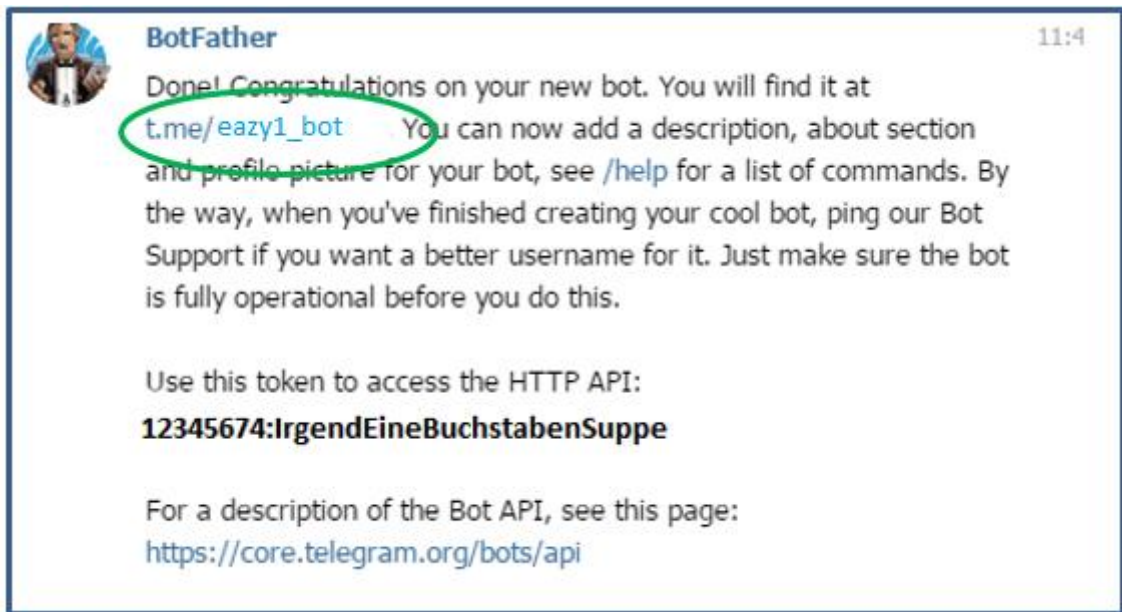 BotFather 11:4
Done! Congratulations on your new bot. You will find it at
t.me/eazy1_bot You can now add a description, about section
and profile picture for your bot, see /help for a list of commands. By
the way, when you've finished creating your cool bot, ping our Bot
Support if you want a better username for it. Just make sure the bot
is fully operational before you do this.
Use this token to access the HTTP API:
12345674:IrgendEineBuchstabenSuppe
For a description of the Bot API, see this page:
https://core.telegram.org/bots/api